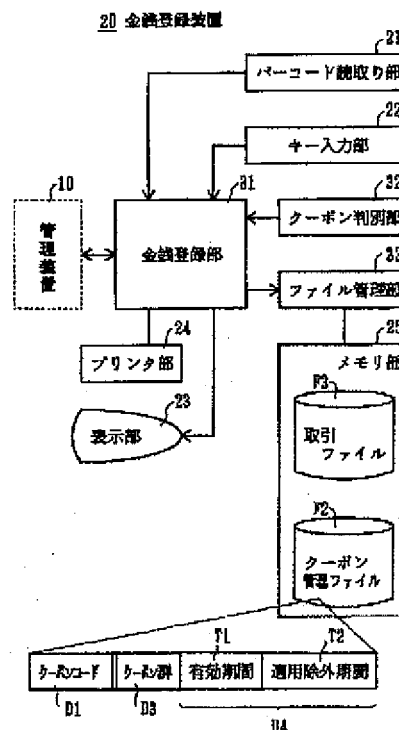 20 金銭登録装置
21
バーコード読取り部
22
キー入力部
10
管理装置
31
金銭登録部
32
クーポン判別部
33
ファイル管理部
24
プリンタ部
25
メモリ部
23
表示部
F3
取引
ファイル
F2
クーポン
管理ファイル
T1
T2
クーポンコード
クーポン群
有効期間
適用除外期間
D1
D3
D4